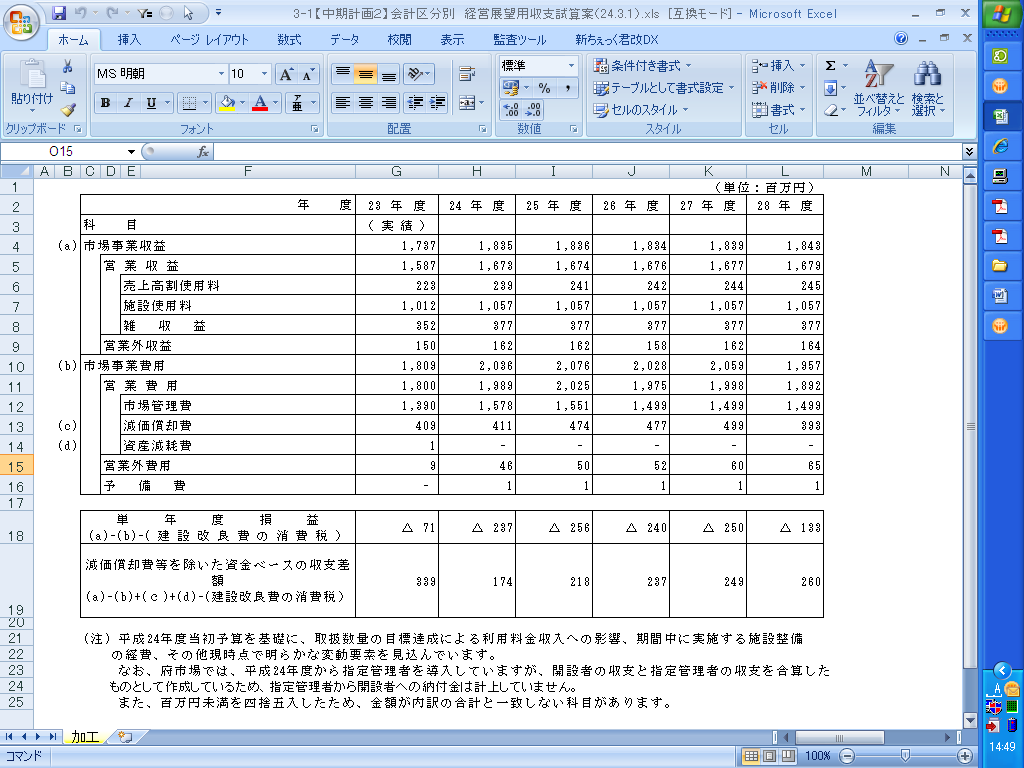 3-1【中期計画2】会計区分別　経営展望用収支試算案(24.3.1).xls [互換モード] - Microsoft Excel
ホーム 挿入 ページ レイアウト 数式 データ 校閲 表示 監査ツール 新ちぇっく君改DX
貼り付け MS 明朝 10 標準 条件付き書式 テーブルとして書式設定 セルのスタイル 挿入 削除 書式 並べ替えと フィルタ 検索と 選択
クリップボード フォント 配置 数値 スタイル セル 編集
O15 fx
A B C D E F G H I J K L M N
1 （単位：百万円）
2 年 度 23 年 度 24 年 度 25 年 度 26 年 度 27 年 度 28 年 度
3 科 目 （ 実 績 ）
4 (a) 市場事業収益 1,737 1,835 1,836 1,834 1,839 1,843
5 営 業 収 益 1,587 1,673 1,674 1,676 1,677 1,679
6 売上高割使用料 223 239 241 242 244 245
7 施設使用料 1,012 1,057 1,057 1,057 1,057 1,057
8 雑 収 益 352 377 377 377 377 377
9 営業外収益 150 162 162 158 162 164
10 (b) 市場事業費用 1,809 2,036 2,076 2,028 2,059 1,957
11 営 業 費 用 1,800 1,989 2,025 1,975 1,998 1,892
12 市場管理費 1,390 1,578 1,551 1,499 1,499 1,499
13 (c) 減価償却費 409 411 474 477 499 393
14 (d) 資産減耗費 1 - - - - -
15 営業外費用 9 46 50 52 60 65
16 予 備 費 - 1 1 1 1 1
17
18 単 年 度 損 益
(a)-(b)-( 建 設 改 良 費 の 消 費 税 ) △ 71 △ 237 △ 256 △ 240 △ 250 △ 133
減価償却費等を除いた資金ベースの収支差
額
19 (a)-(b)+(c)+(d)-(建設改良費の消費税) 339 174 218 237 249 260
20
21 （注）平成24年度当初予算を基礎に、取扱数量の目標達成による利用料金収入への影響、期間中に実施する施設整備
22 の経費、その他現時点で明らかな変動要素を見込んでいます。
23 なお、府市場では、平成24年度から指定管理者を導入していますが、開設者の収支と指定管理者の収支を合算した
24 ものとして作成しているため、指定管理者から開設者への納付金は計上していません。
25 また、百万円未満を四捨五入したため、金額が内訳の合計と一致しない科目があります。
加工
コマンド 100%
14:49